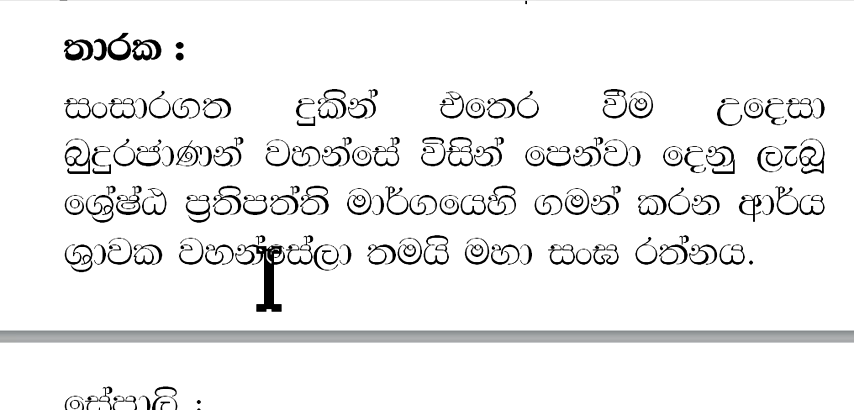 තාරක :
සංසාරගත දුකින් එතෙර වීම උදෙසා
බුදුරජාණන් වහන්සේ විසින් පෙන්වා දෙනු ලැබූ
ශ්‍රේෂ්ඨ ප්‍රතිපත්ති මාර්ගයෙහි ගමන් කරන ආර්ය
ශ්‍රාවක වහන්සේලා තමයි මහා සංඝ රත්නය.
සේපාලි :